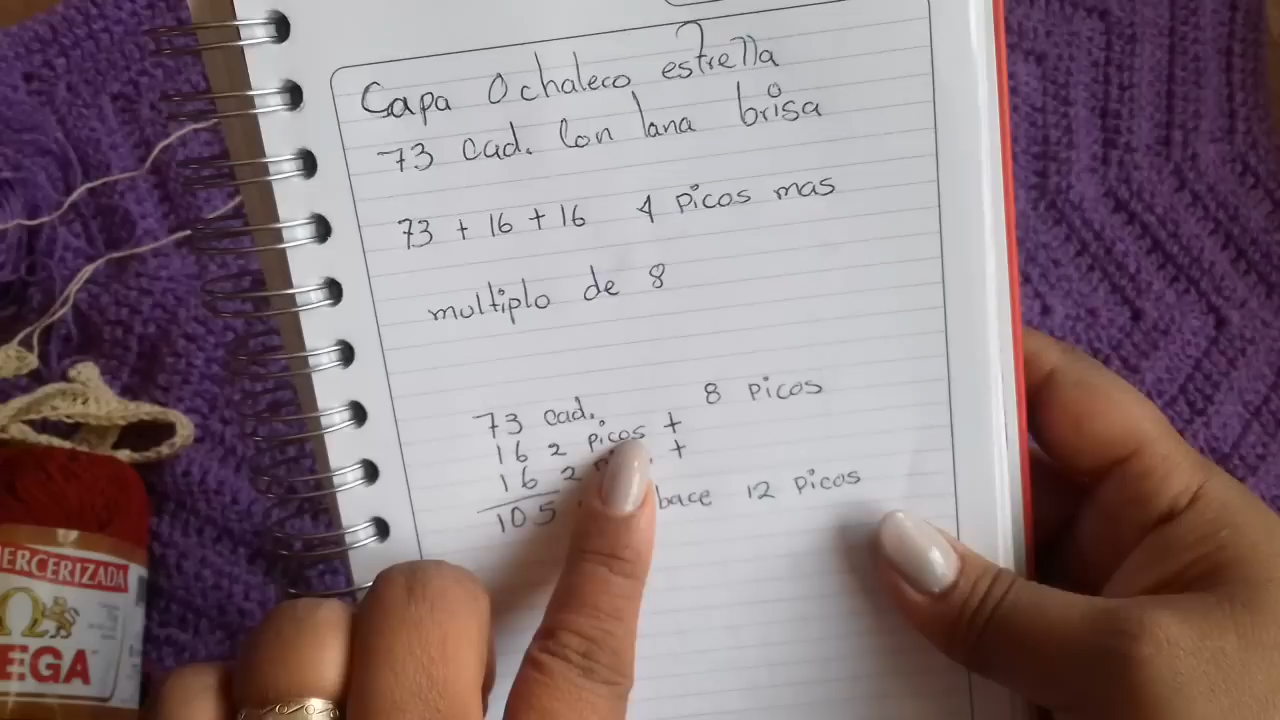 Capa O chaleco estrella
73 cad. Con lana brisa
73 + 16 + 16 4 picos mas
multiplo de 8
73 cad. 8 picos
16 2 picos +
16 2 +
105 bace 12 picos
MERCERIZADA
EGA